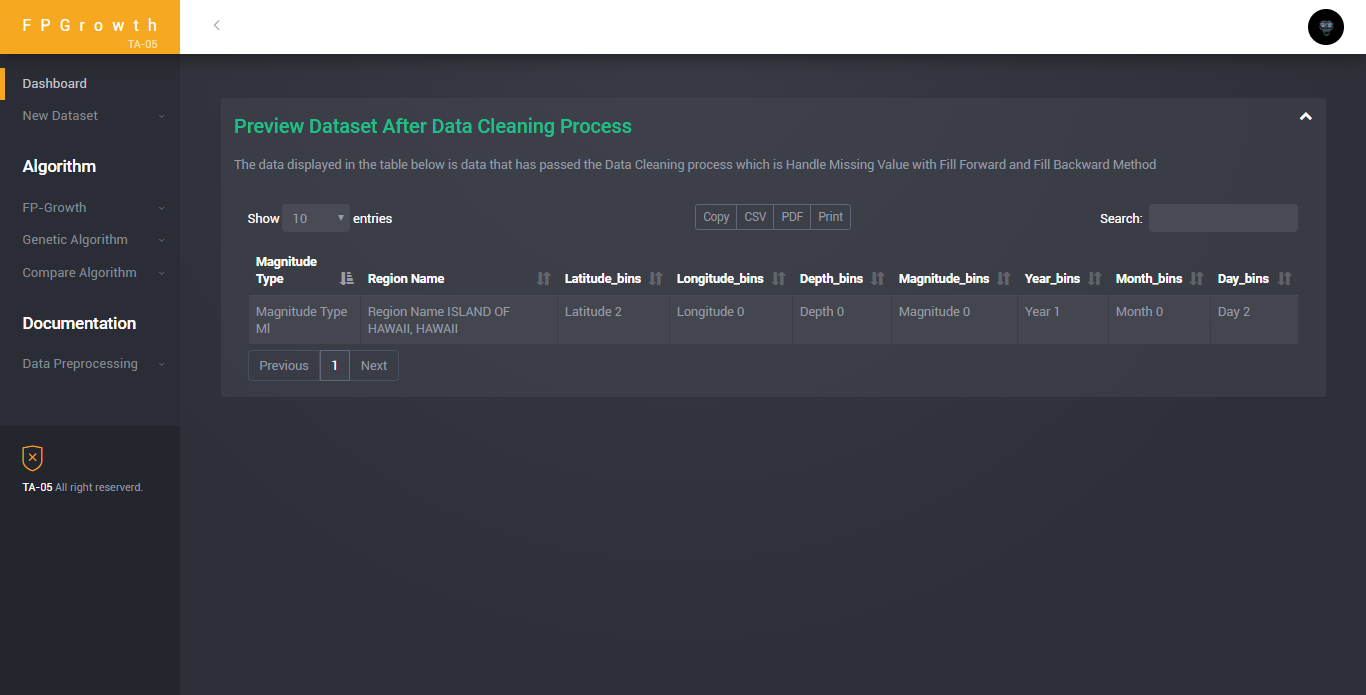 FPGrowth
TA-05
Dashboard
New Dataset
Algorithm
FP-Growth
Genetic Algorithm
Compare Algorithm
Documentation
Data Preprocessing
TA-05 All right reserverd.
Preview Dataset After Data Cleaning Process
The data displayed in the table below is data that has passed the Data Cleaning process which is Handle Missing Value with Fill Forward and Fill Backward Method
Show 10 entries
Copy CSV PDF Print
Search:
Magnitude
Type Region Name Latitude_bins Longitude_bins Depth_bins Magnitude_bins Year_bins Month_bins Day_bins
Magnitude Type Region Name ISLAND OF Latitude 2 Longitude 0 Depth 0 Magnitude 0 Year 1 Month 0 Day 2
Ml HAWAII, HAWAII
Previous 1 Next